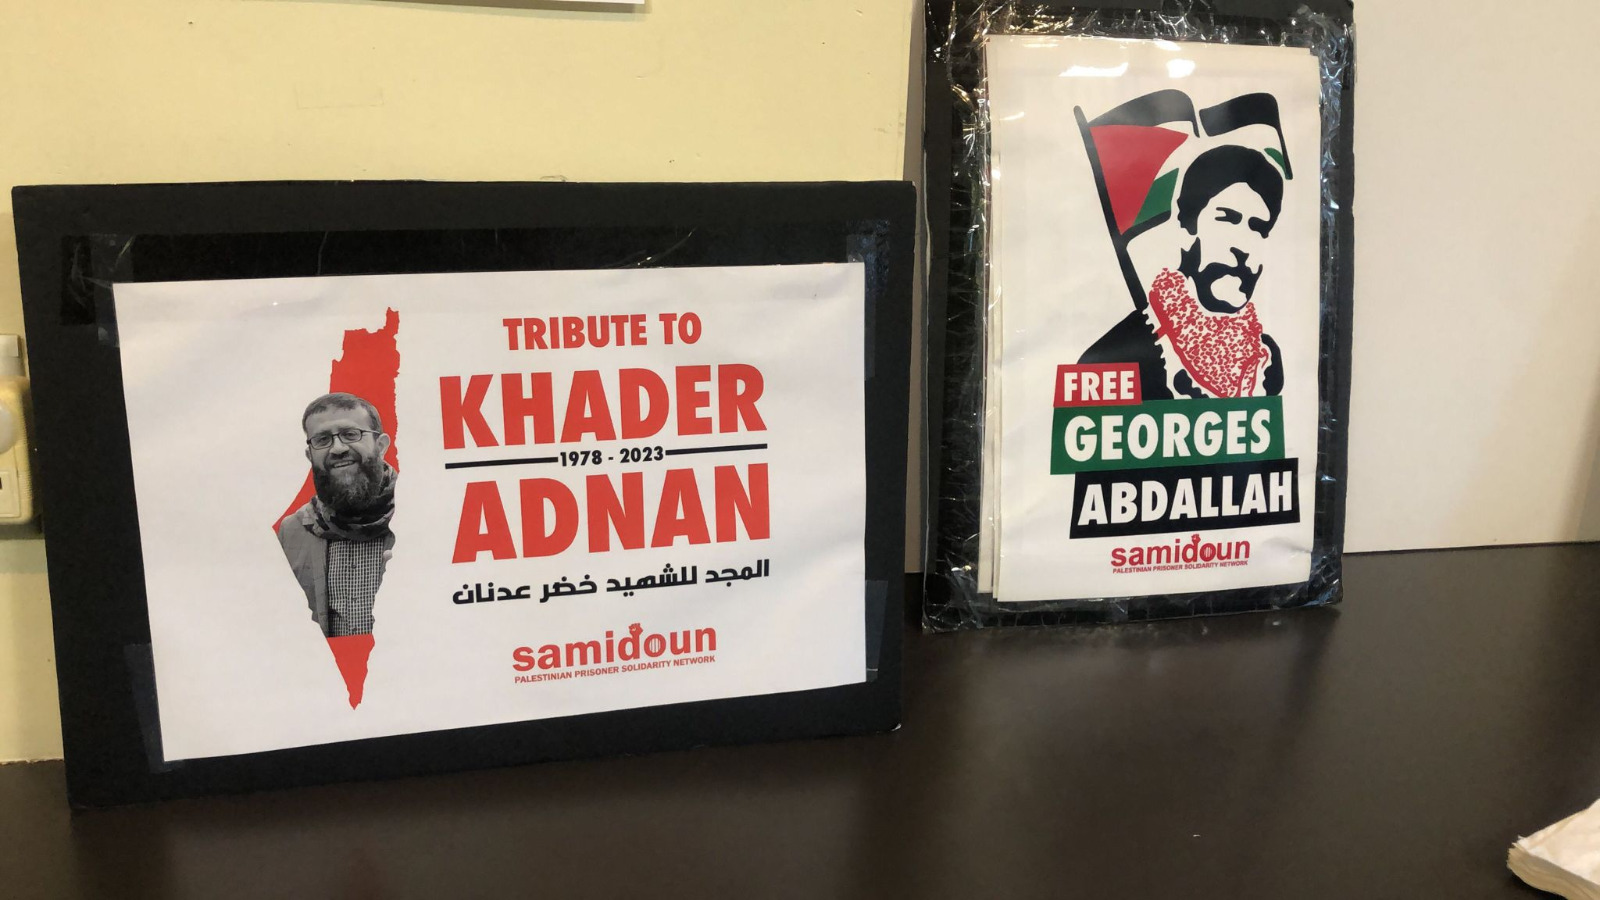 TRIBUTE TO
KHADER
1978 - 2023
ADNAN
المجد للشهيد خضر عدنان
samidoun
PALESTINIAN PRISONER SOLIDARITY NETWORK
FREE
GEORGES
ABDALLAH
samidoun
PALESTINIAN PRISONER SOLIDARITY NETWORK